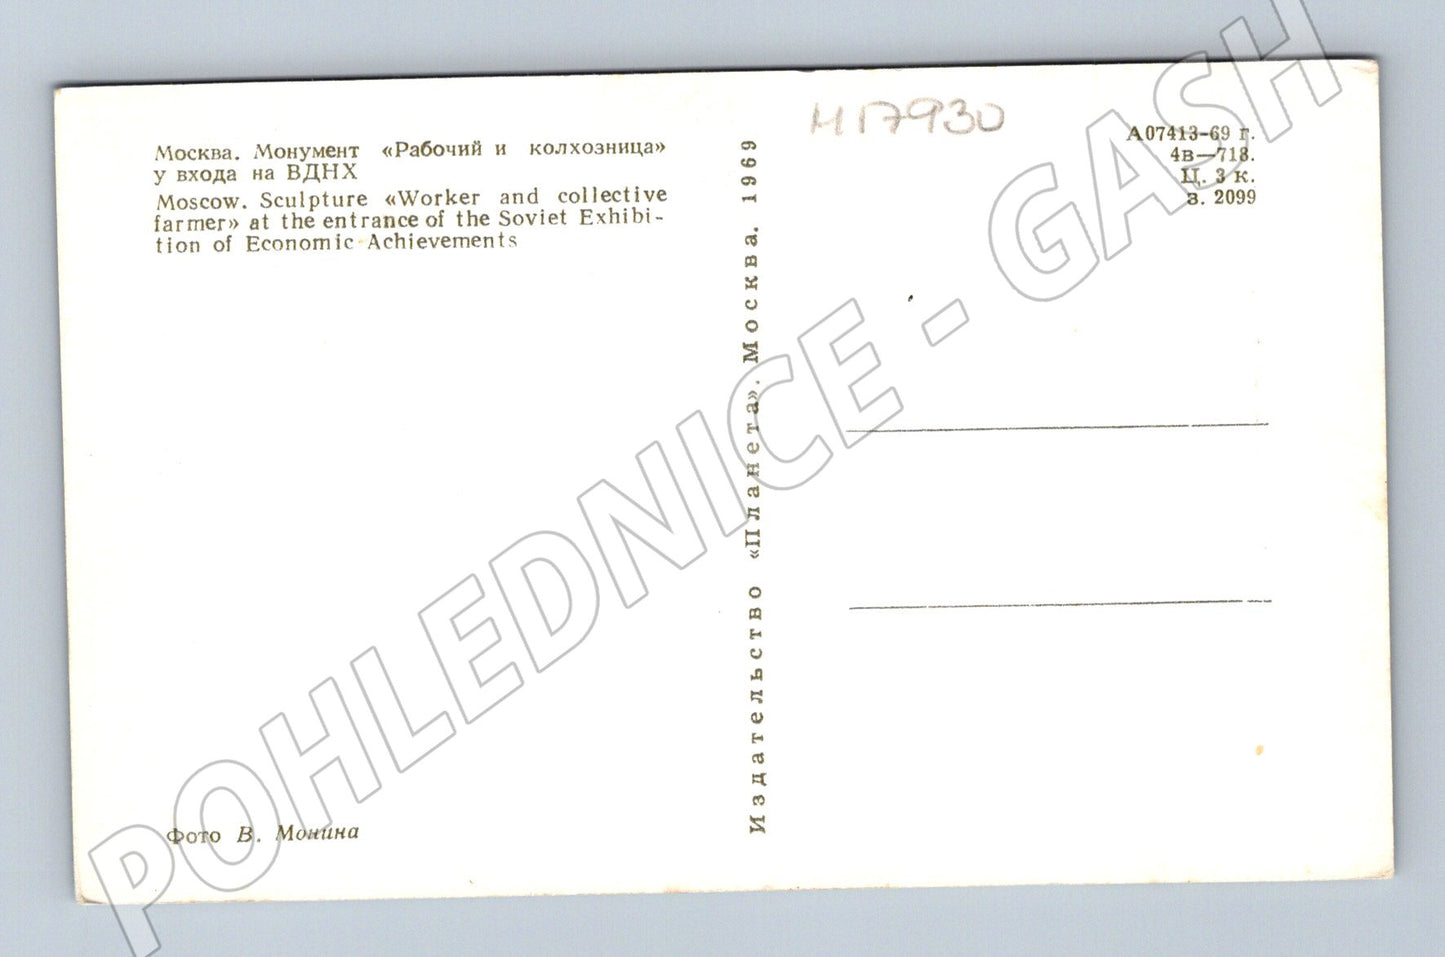 Москва. Монумент «Рабочий и колхозница»
у входа на ВДНХ
Moscow. Sculpture «Worker and collective
farmer» at the entrance of the Soviet Exhibi-
tion of Economic Achievements
Фото В. Монина
Издательство «Планета». Москва. 1969
H17930
А07413-69 г.
4в—718.
Ц. 3 к.
з. 2099
POHLEDNICE - GASH